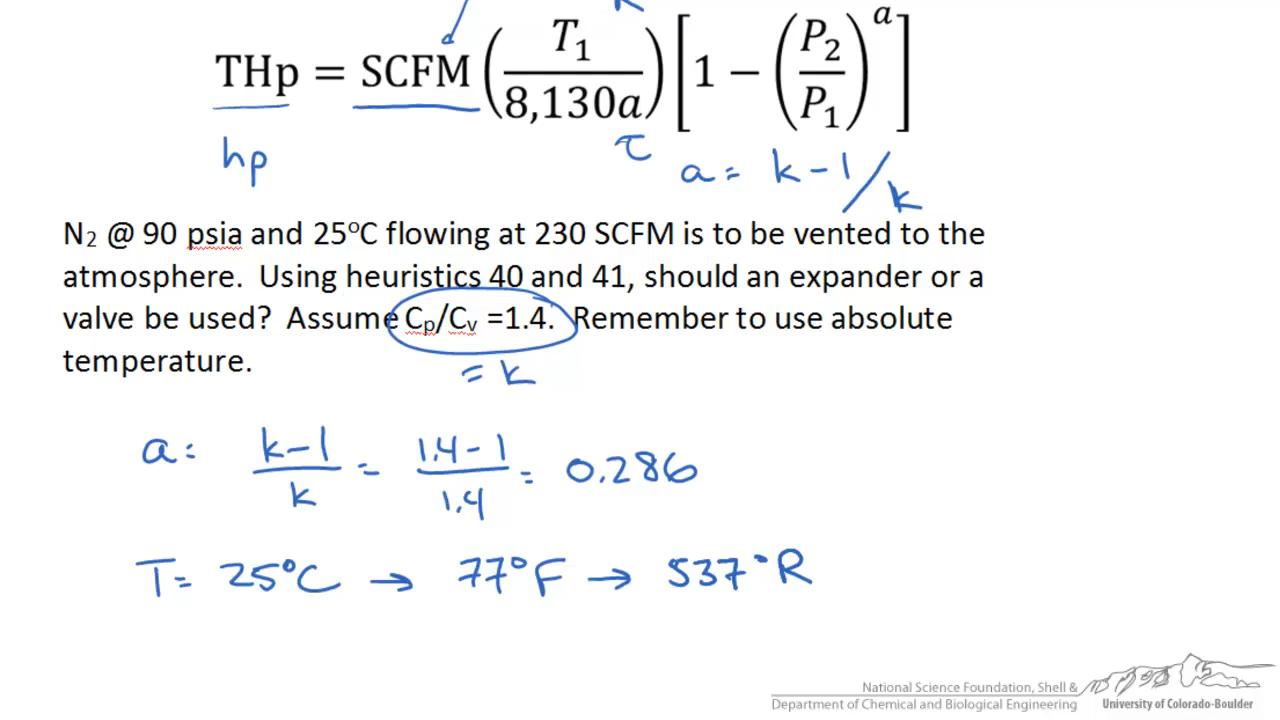 THp = SCFM (T₁ / 8,130a) [1 − (P₂ / P₁)ᵃ]
hp
τ a = k − 1 / k
N₂ @ 90 psia and 25°C flowing at 230 SCFM is to be vented to the
atmosphere. Using heuristics 40 and 41, should an expander or a
valve be used? Assume Cₚ/Cᵥ =1.4. Remember to use absolute
temperature.
= k
a = k − 1 / k = 1.4 − 1 / 1.4 = 0.286
T = 25°C → 77°F → 537°R
National Science Foundation, Shell &
Department of Chemical and Biological Engineering
University of Colorado-Boulder